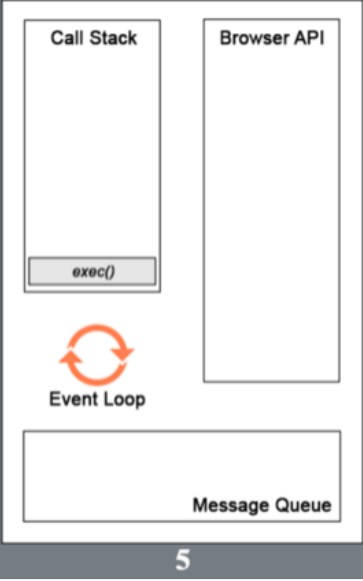 Call Stack
Browser API
exec()
Event Loop
Message Queue
5